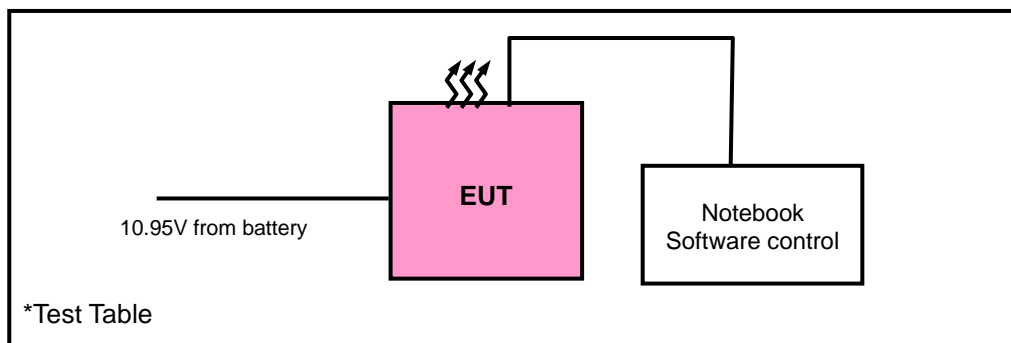 EUT
10.95V from battery
Notebook
Software control
*Test Table